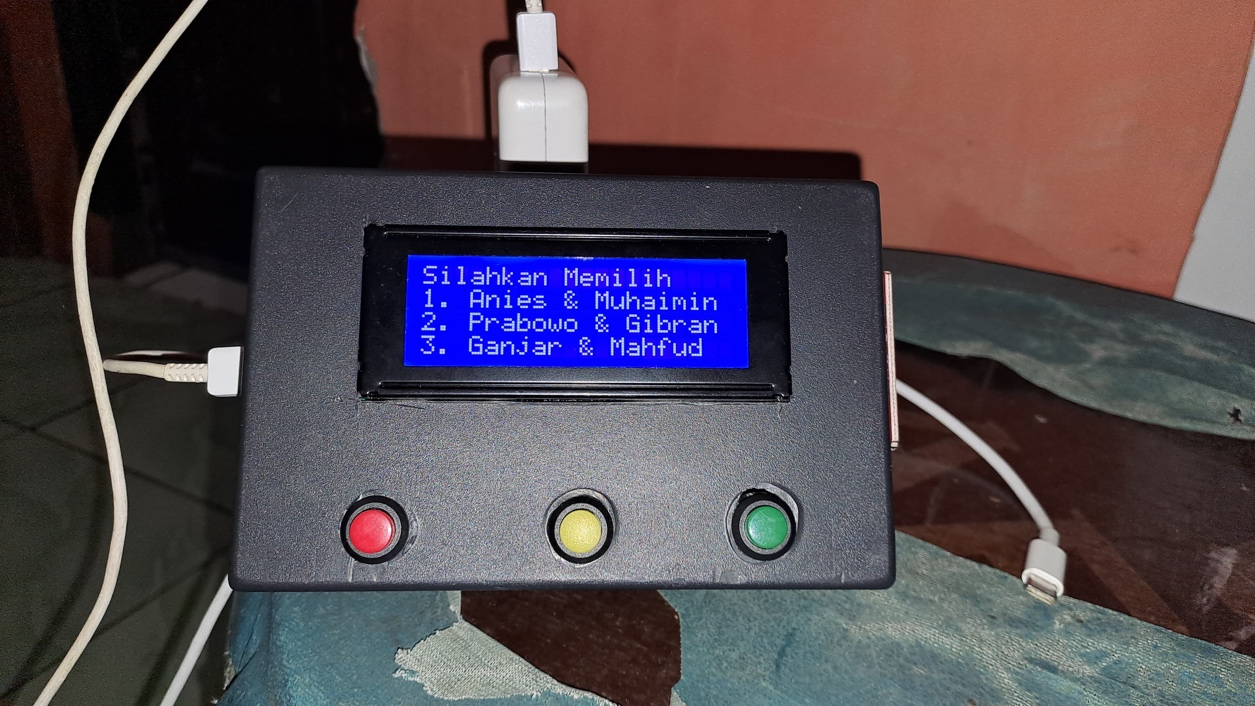 Silahkan Memilih
1. Anies & Muhaimin
2. Prabowo & Gibran
3. Ganjar & Mahfud